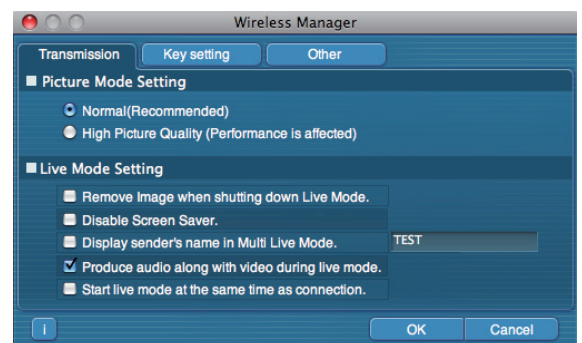 Wireless Manager
Transmission Key setting Other
Picture Mode Setting
Normal(Recommended)
High Picture Quality (Performance is affected)
Live Mode Setting
Remove Image when shutting down Live Mode.
Disable Screen Saver.
Display sender's name in Multi Live Mode. TEST
Produce audio along with video during live mode.
Start live mode at the same time as connection.
i OK Cancel